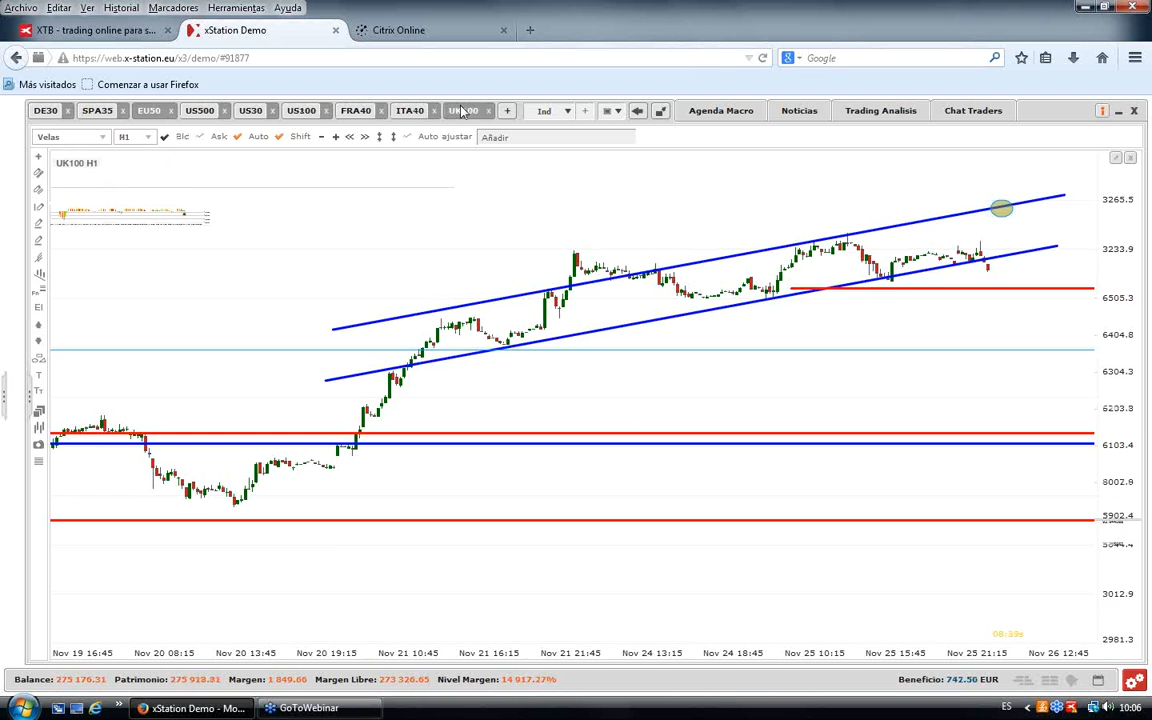 Archivo Editar Ver Historial Marcadores Herramientas Ayuda
XTB - trading online para s... × xStation Demo × Citrix Online × +
https://web.x-station.eu/x3/demo/#91877 Google
Más visitados Comenzar a usar Firefox
DE30 x SPA35 x EU50 x US500 x US30 x US100 x FRA40 x ITA40 x UK100 x + Ind + Agenda Macro Noticias Trading Analisis Chat Traders
Velas H1 Bic Ask Auto Shift - + Auto ajustar Añadir
UK100 H1
3265.5
3233.9
6505.3
6404.8
6304.3
6203.8
6103.4
6002.9
5902.4
3012.9
2981.3
08:39s
Nov 19 16:45 Nov 20 08:15 Nov 20 13:45 Nov 20 19:15 Nov 21 10:45 Nov 21 16:15 Nov 21 21:45 Nov 24 13:15 Nov 24 18:45 Nov 25 10:15 Nov 25 15:45 Nov 25 21:15 Nov 26 12:45
Balance: 275 176.31 Patrimonio: 275 918.81 Margen: 1 849.66 Margen Libre: 273 326.65 Nivel Margen: 14 917.27% Beneficio: 742.50 EUR
xStation Demo - Mo... GoToWebinar ES 10:06